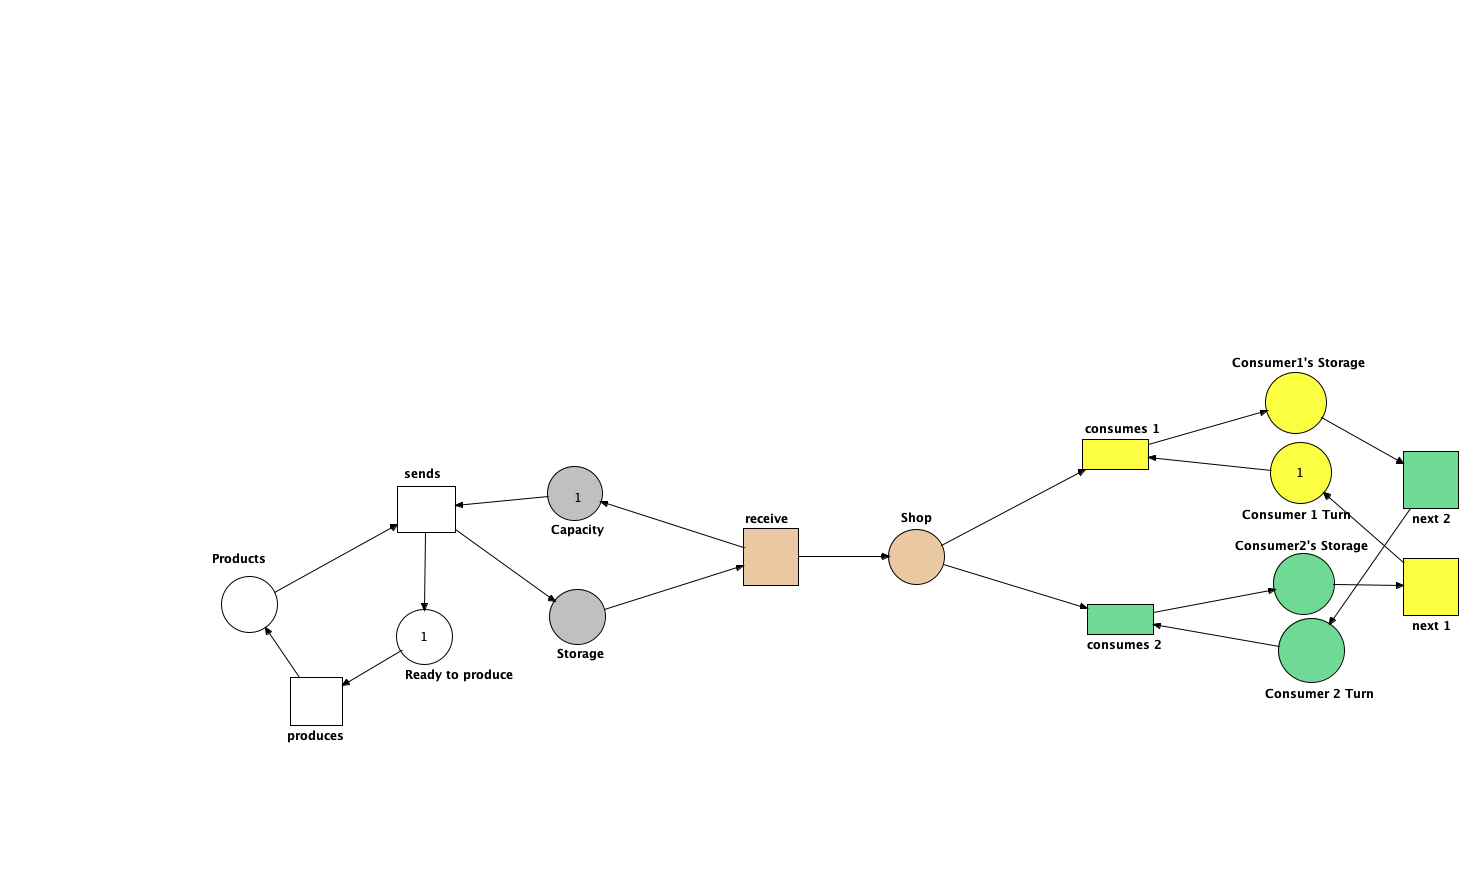 Consumer1's Storage
consumes 1
1
Consumer 1 Turn
next 2
sends
1
Capacity
receive
Shop
Consumer2's Storage
Products
next 1
1
Storage
consumes 2
Ready to produce
Consumer 2 Turn
produces